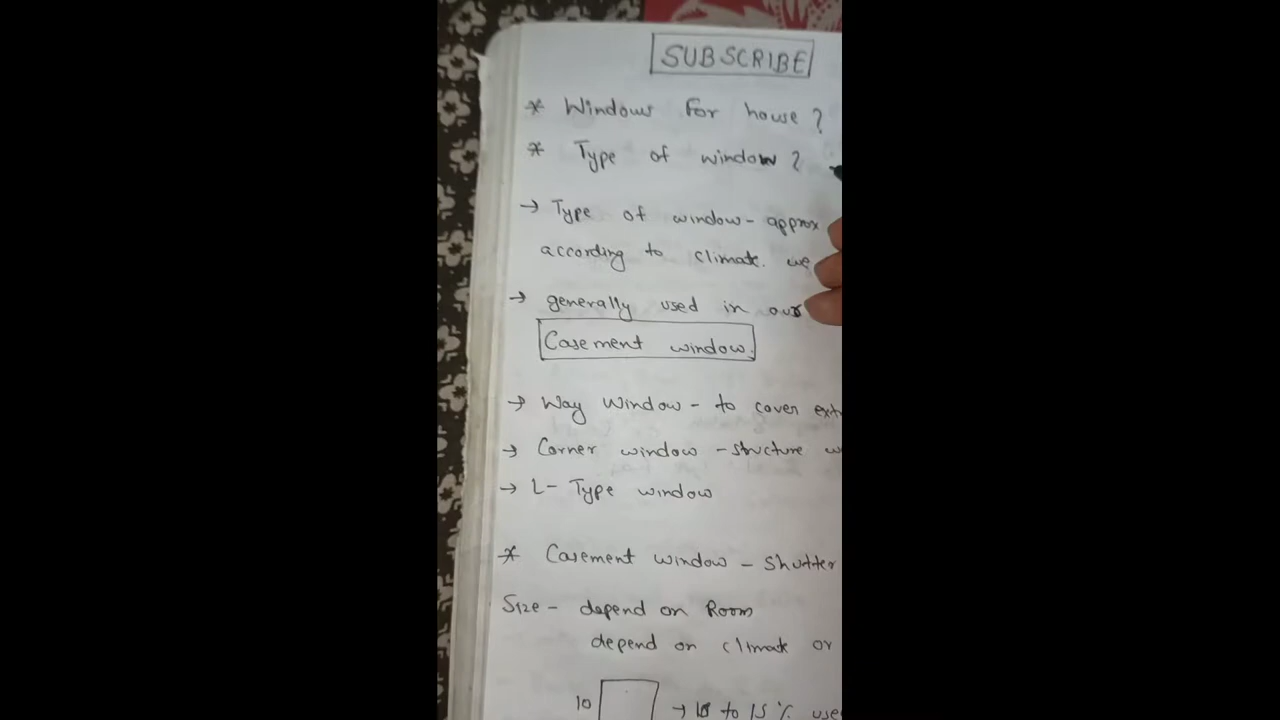 SUBSCRIBE
* Windows for house?
* Type of window?
→ Type of window - approx
according to climate. we
→ generally used in our
Casement window.
→ Way Window - to cover ext
→ Corner window - structure w
→ L- Type window
* Casement window - Shutter
Size - depend on Room
depend on climate or
10 → to 15 % use